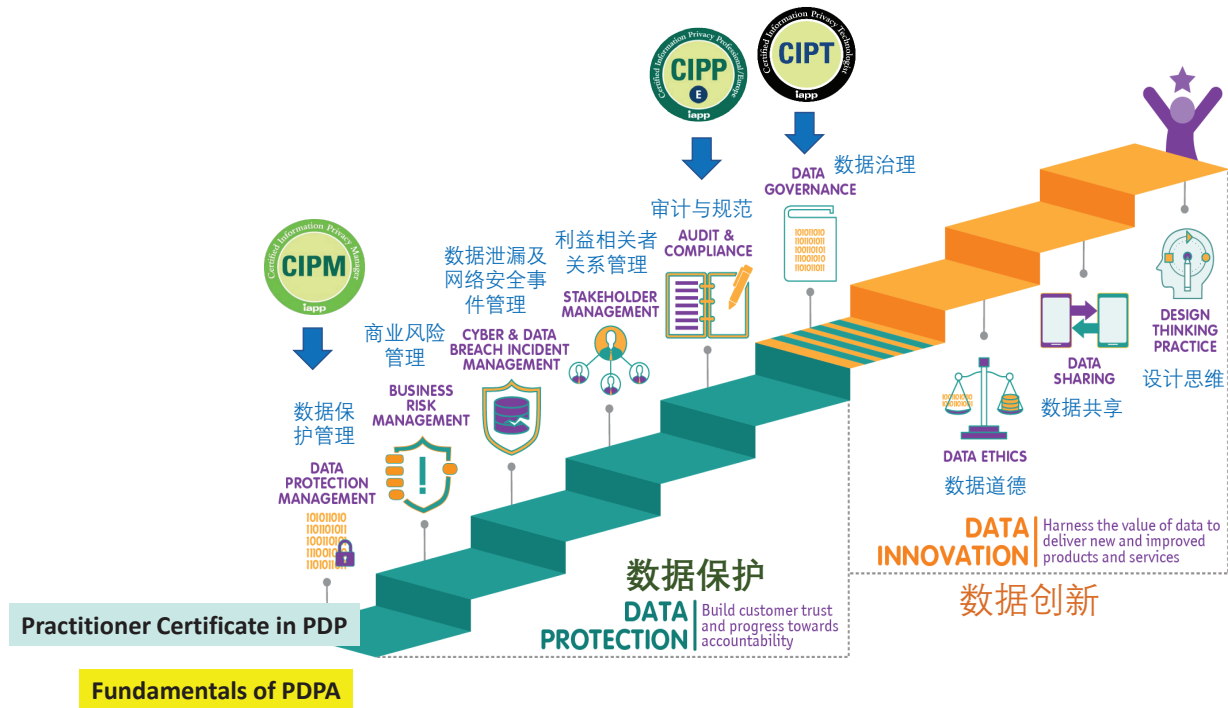 Certified Information Privacy Manager
CIPM
iapp
Certified Information Privacy Professional/Europe
CIPP
E
iapp
Certified Information Privacy Technologist
CIPT
iapp
数据保
护管理
DATA
PROTECTION
MANAGEMENT
101011010
商业风险
管理
BUSINESS
RISK
MANAGEMENT
!
数据泄漏及
网络安全事
件管理
CYBER & DATA
BREACH INCIDENT
MANAGEMENT
利益相关者
关系管理
STAKEHOLDER
MANAGEMENT
审计与规范
AUDIT &
COMPLIANCE
数据治理
DATA
GOVERNANCE
DATA ETHICS
数据道德
DATA
SHARING
数据共享
DESIGN
THINKING
PRACTICE
设计思维
数据保护
DATA
PROTECTION
Build customer trust
and progress towards
accountability
DATA
INNOVATION
Harness the value of data to
deliver new and improved
products and services
数据创新
Practitioner Certificate in PDP
Fundamentals of PDPA